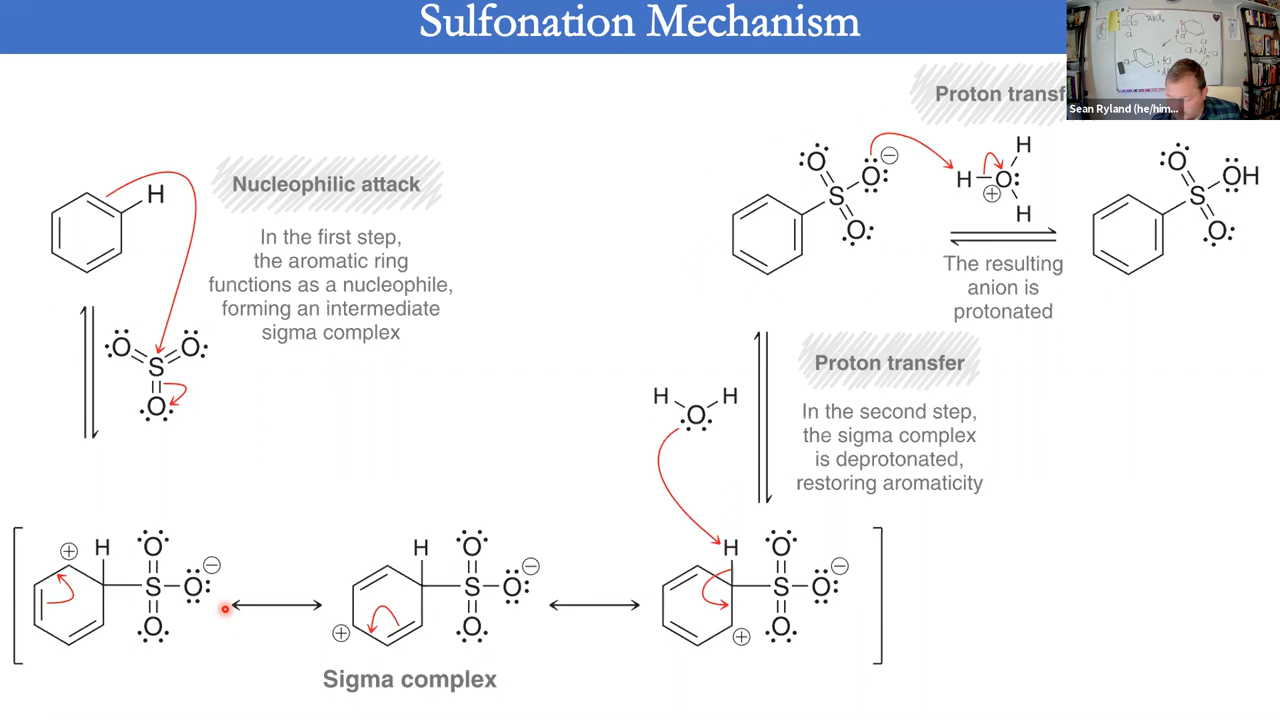 Sulfonation Mechanism
Sean Ryland (he/him...
Proton transf
Nucleophilic attack
In the first step,
the aromatic ring
functions as a nucleophile,
forming an intermediate
sigma complex
H
O
O
S
O
O
O
S
O
H
H
O
H
O
OH
S
O
The resulting
anion is
protonated
Proton transfer
In the second step,
the sigma complex
is deprotonated,
restoring aromaticity
H
H
O
H
O
S
O
O
H
O
S
O
O
H
O
S
O
O
Sigma complex